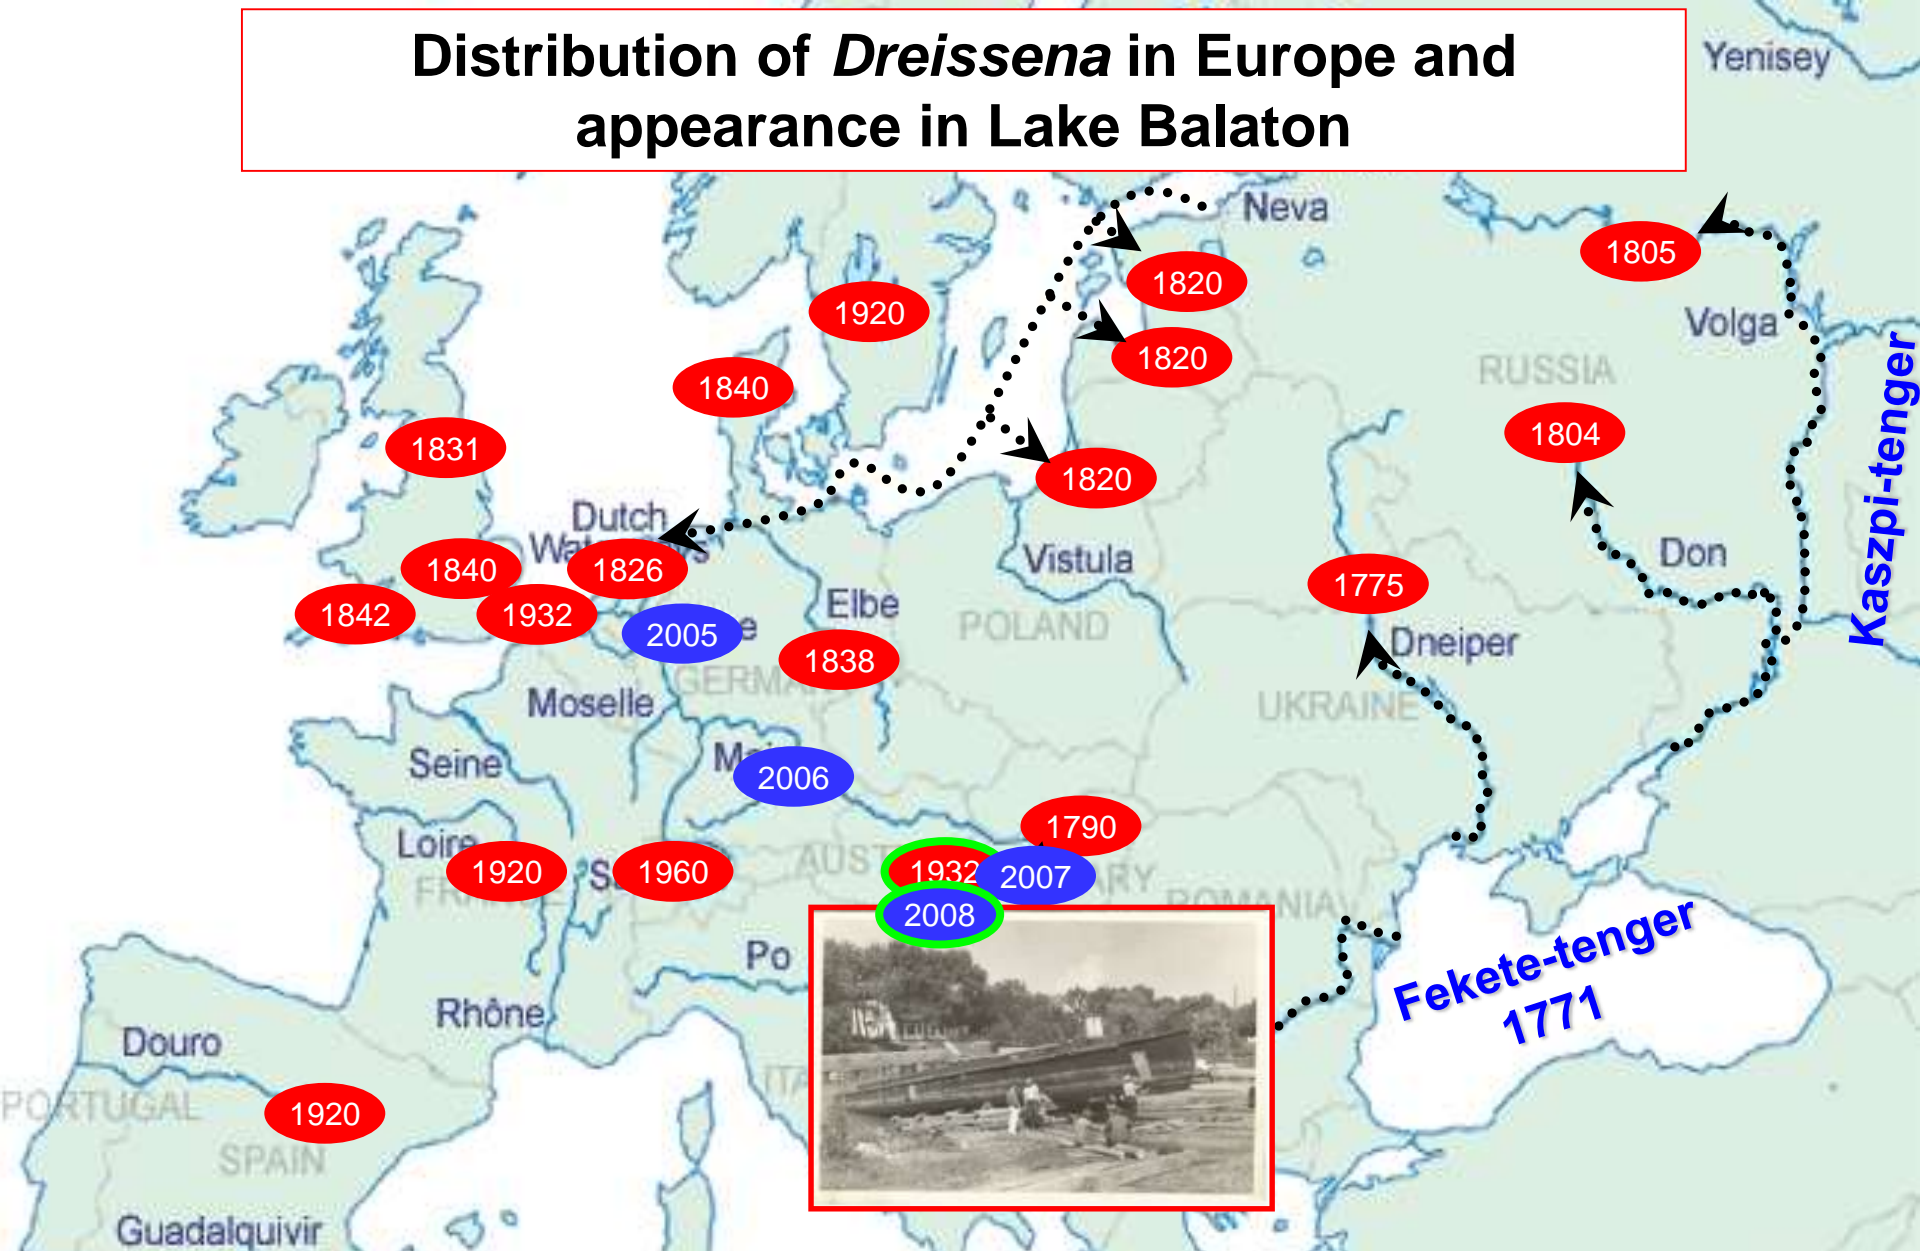 Distribution of Dreissena in Europe and
appearance in Lake Balaton
Yenisey
Neva
1805
1820
1920
Volga
1820
RUSSIA
1840
1804
Kaszpi-tenger
1831
1820
Dutch
Don
Vistula
1840
1826
1775
Elbe
1842
1932
2005
POLAND
Dneiper
1838
Moselle
UKRAINE
Seine
2006
1790
Loire
1920
1960
1932
2007
ROMANIA
2008
Po
Fekete-tenger
1771
Rhône
Douro
PORTUGAL
1920
SPAIN
Guadalquivir